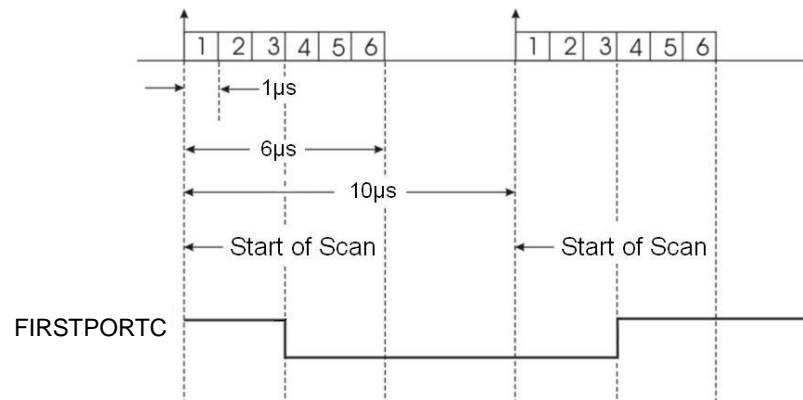 1 2 3 4 5 6 1 2 3 4 5 6
1µs
6µs
10µs
Start of Scan Start of Scan
FIRSTPORTC